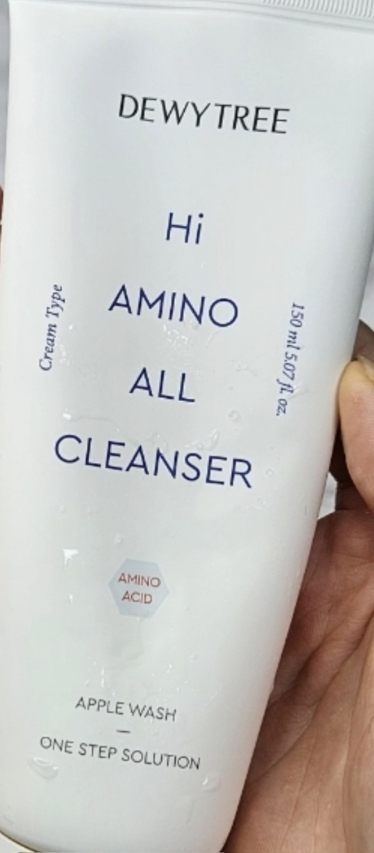 DEWYTREE
Hi
AMINO
ALL
CLEANSER
Cream Type
150 ml 5.07 fl. oz.
AMINO
ACID
APPLE WASH
—
ONE STEP SOLUTION